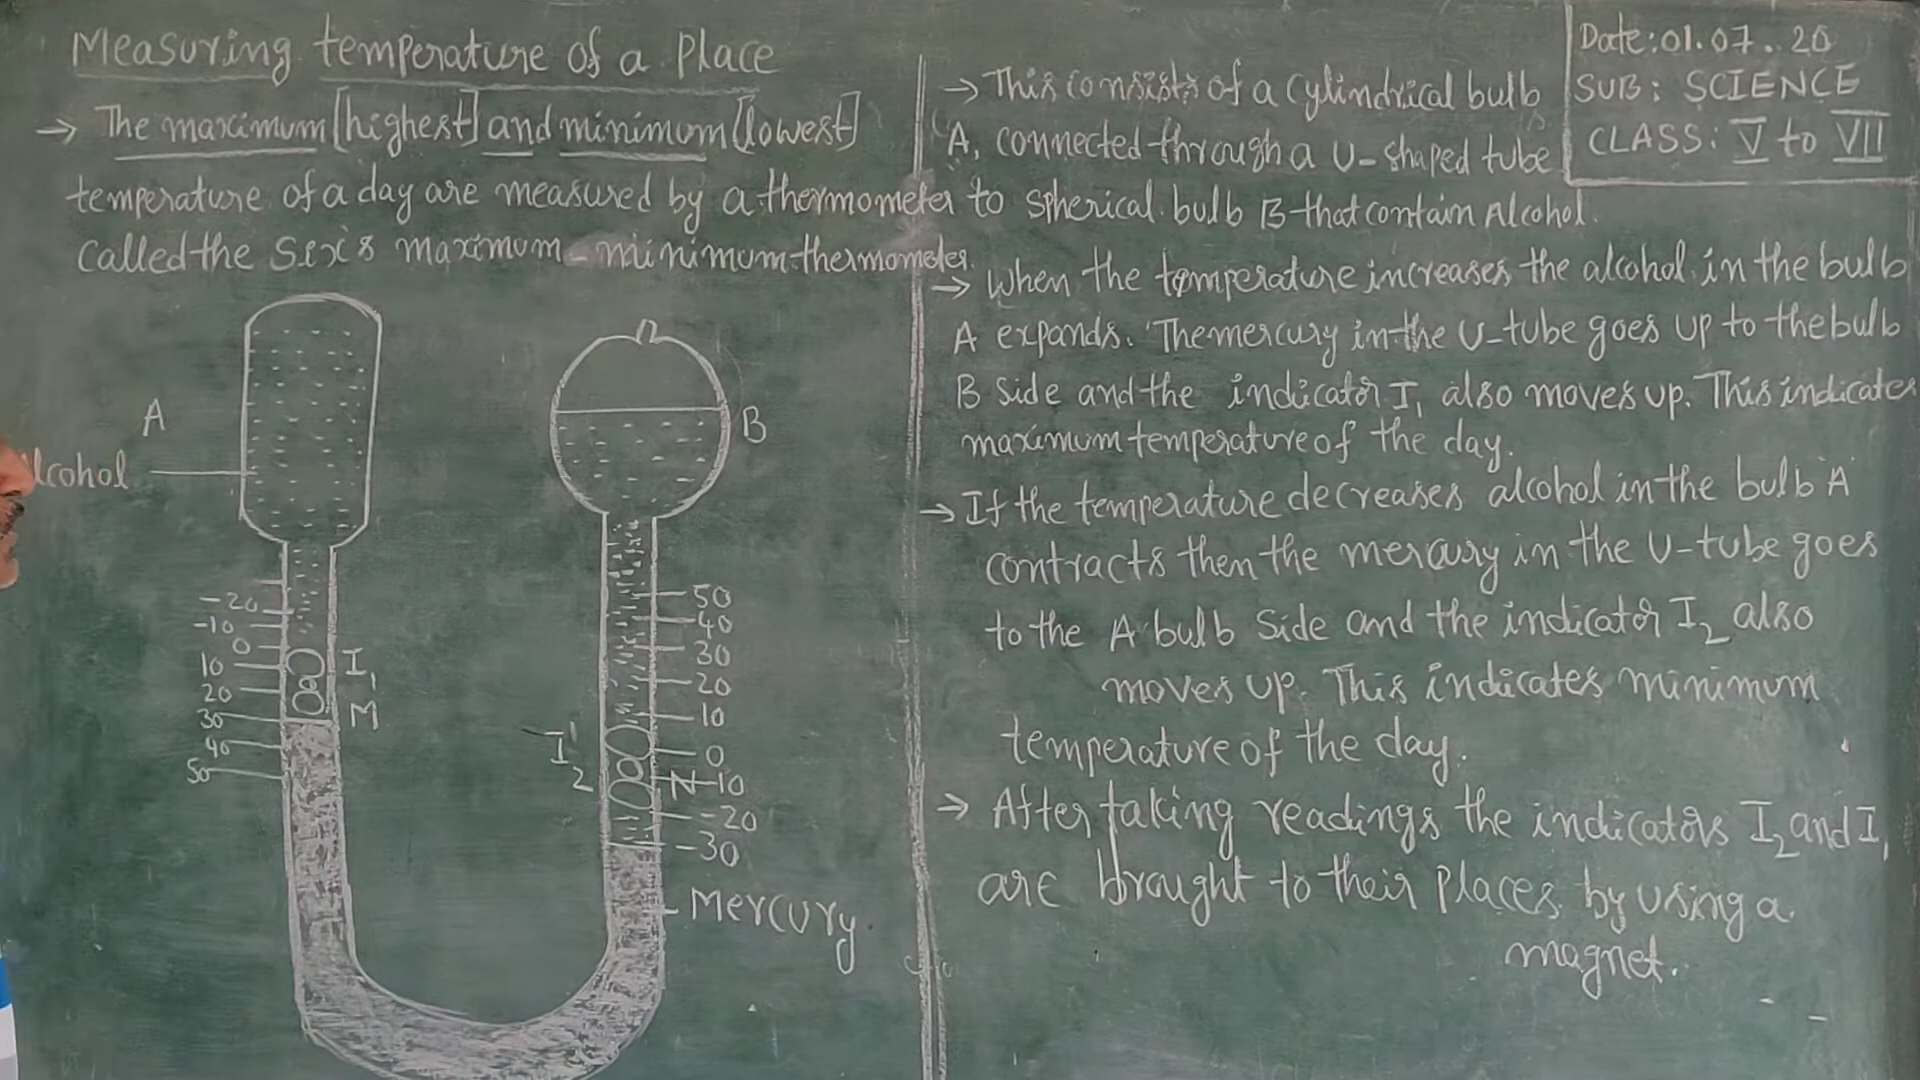 Measuring temperature of a Place
→ The maximum [highest] and minimum [lowest]
temperature of a day are measured by a thermometer
called the Six's maximum-minimum thermometer.
A
lcohol
-20
-10
0
10
20
30
40
50
I1
M
B
50
40
30
20
10
0
N-10
-20
-30
I2
Mercury
→ This consists of a cylindrical bulb
A, connected through a U-shaped tube
to spherical bulb B that contain Alcohol.
→ When the temperature increases the alcohol in the bulb
A expands. The mercury in the U-tube goes up to the bulb
B side and the indicator I1 also moves up. This indicates
maximum temperature of the day.
→ If the temperature decreases alcohol in the bulb 'A'
contracts then the mercury in the U-tube goes
to the A bulb side and the indicator I2 also
moves up. This indicates minimum
temperature of the day.
→ After taking readings the indicators I2 and I1
are brought to their places by using a
magnet.
Date: 01.07.20
SUB: SCIENCE
CLASS: V to VII